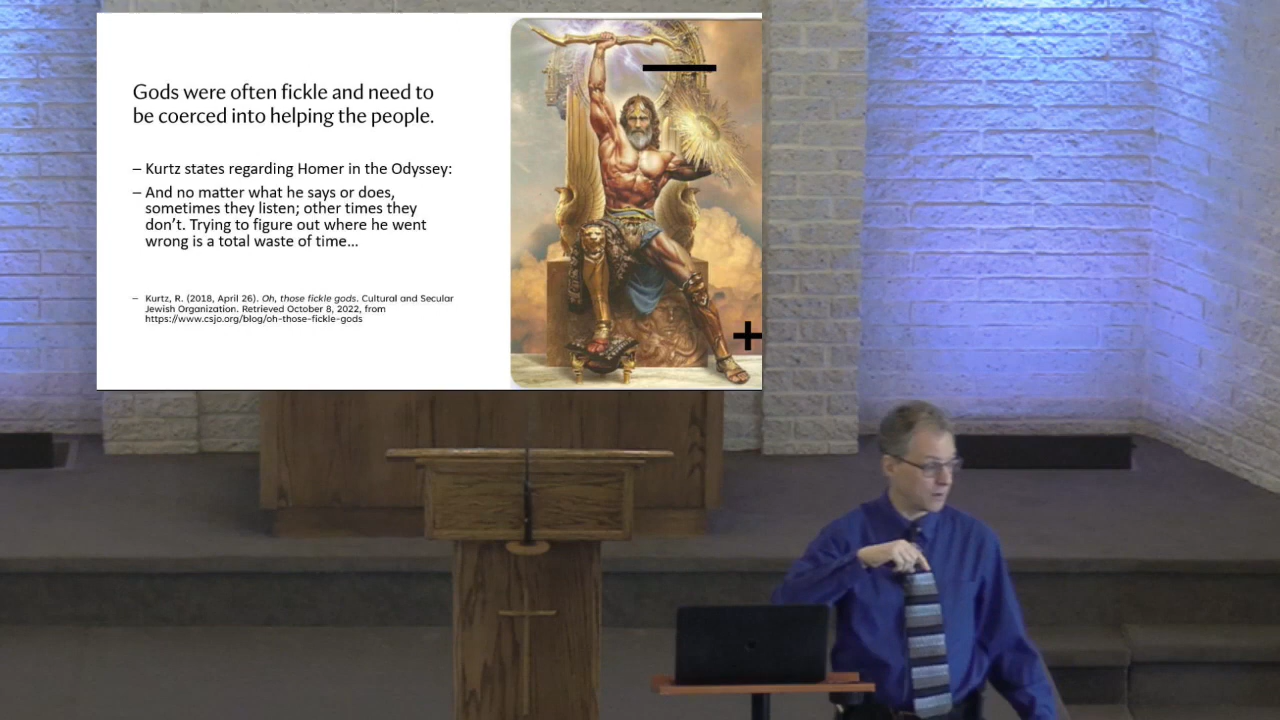 Gods were often fickle and need to
be coerced into helping the people.
– Kurtz states regarding Homer in the Odyssey:
– And no matter what he says or does,
sometimes they listen; other times they
don’t. Trying to figure out where he went
wrong is a total waste of time…
– Kurtz, R. (2018, April 26). Oh, those fickle gods. Cultural and Secular
Jewish Organization. Retrieved October 8, 2022, from
https://www.csjo.org/blog/oh-those-fickle-gods